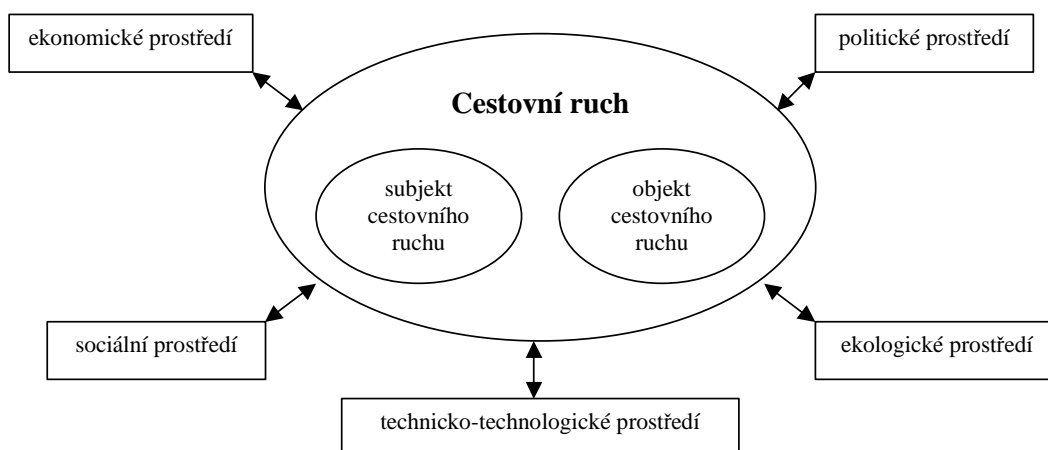 ekonomické prostředí
politické prostředí
Cestovní ruch
subjekt
cestovního
ruchu
objekt
cestovního
ruchu
sociální prostředí
ekologické prostředí
technicko-technologické prostředí